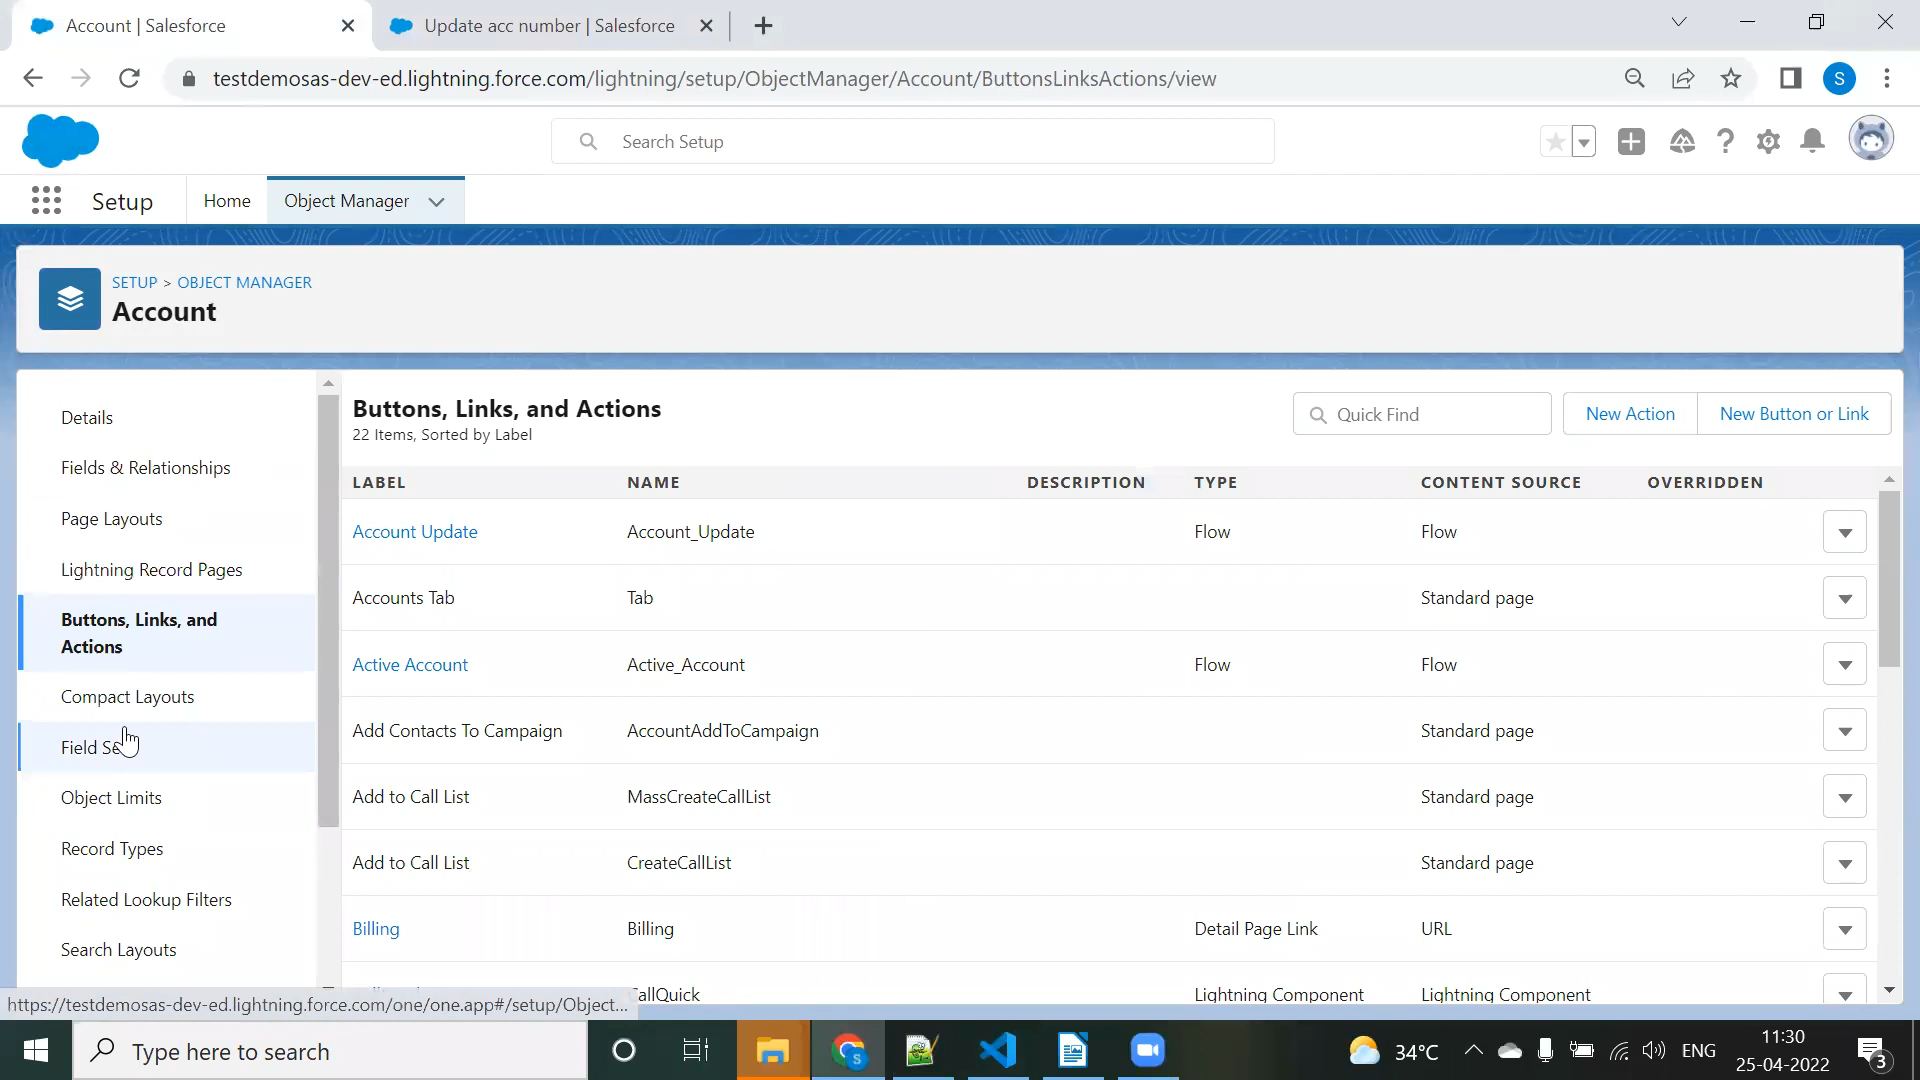 Account | Salesforce
Update acc number | Salesforce
testdemosas-dev-ed.lightning.force.com/lightning/setup/ObjectManager/Account/ButtonsLinksActions/view
S
Search Setup
Setup
Home
Object Manager
SETUP > OBJECT MANAGER
Account
Details
Fields & Relationships
Page Layouts
Lightning Record Pages
Buttons, Links, and
Actions
Compact Layouts
Field Se
Object Limits
Record Types
Related Lookup Filters
Search Layouts
Buttons, Links, and Actions
22 Items, Sorted by Label
Quick Find
New Action
New Button or Link
LABEL NAME DESCRIPTION TYPE CONTENT SOURCE OVERRIDDEN
Account Update Account_Update Flow Flow
Accounts Tab Tab Standard page
Active Account Active_Account Flow Flow
Add Contacts To Campaign AccountAddToCampaign Standard page
Add to Call List MassCreateCallList Standard page
Add to Call List CreateCallList Standard page
Billing Billing Detail Page Link URL
CallQuick Lightning Component Lightning Component
https://testdemosas-dev-ed.lightning.force.com/one/one.app#/setup/Object...
Type here to search
S
34°C
ENG
11:30
25-04-2022
3